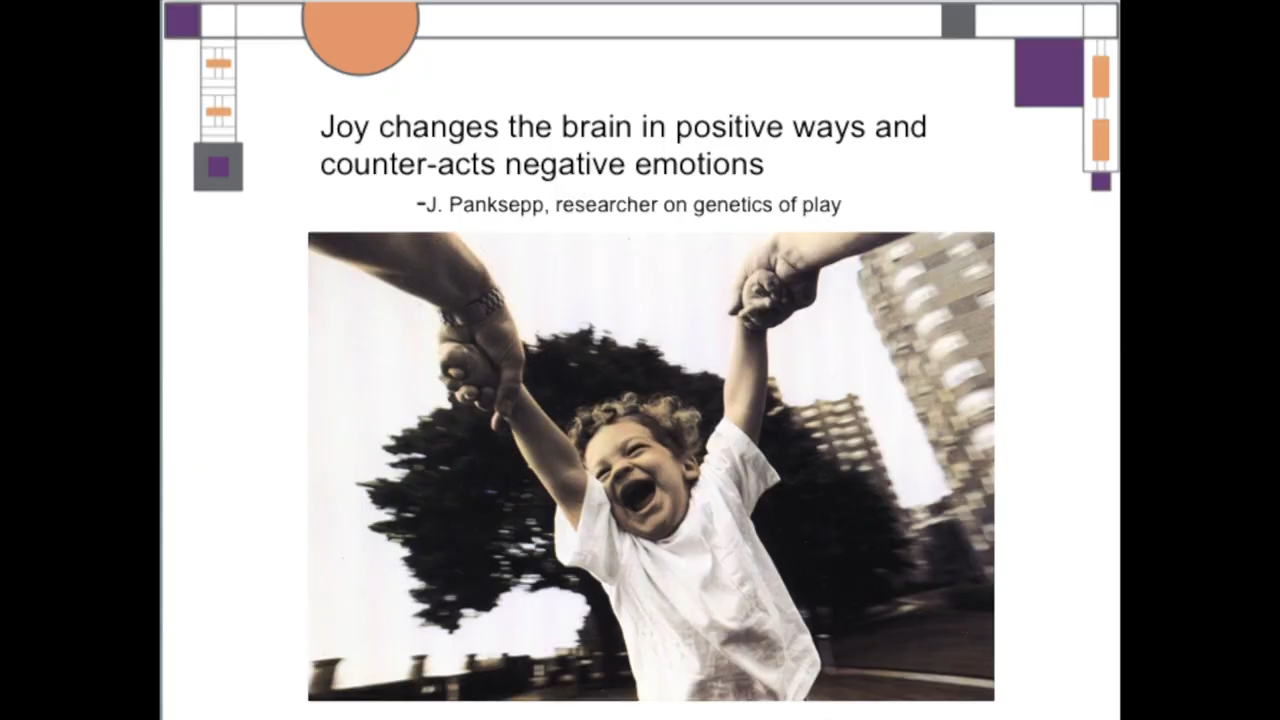 Joy changes the brain in positive ways and
counter-acts negative emotions
-J. Panksepp, researcher on genetics of play